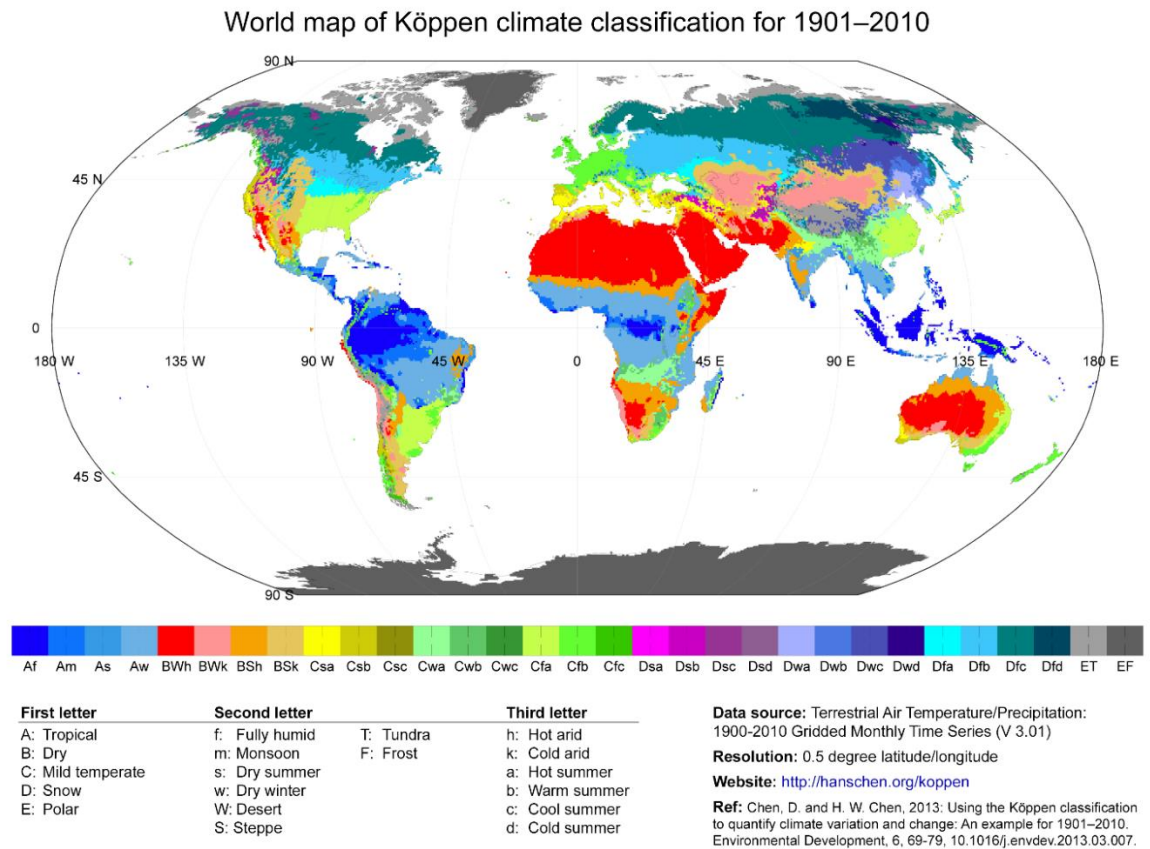 World map of Köppen climate classification for 1901–2010
90 N
45 N
0
180 W 135 W 90 W 45 W 0 45 E 90 E 135 E 180 E
45 S
90 S
Af Am As Aw BWh BWk BSh BSk Csa Csb Csc Cwa Cwb Cwc Cfa Cfb Cfc Dsa Dsb Dsc Dsd Dwa Dwb Dwc Dwd Dfa Dfb Dfc Dfd ET EF
First letter
A: Tropical
B: Dry
C: Mild temperate
D: Snow
E: Polar
Second letter
f: Fully humid T: Tundra
m: Monsoon F: Frost
s: Dry summer
w: Dry winter
W: Desert
S: Steppe
Third letter
h: Hot arid
k: Cold arid
a: Hot summer
b: Warm summer
c: Cool summer
d: Cold summer
Data source: Terrestrial Air Temperature/Precipitation:
1900-2010 Gridded Monthly Time Series (V 3.01)
Resolution: 0.5 degree latitude/longitude
Website: http://hanschen.org/koppen
Ref: Chen, D. and H. W. Chen, 2013: Using the Köppen classification
to quantify climate variation and change: An example for 1901–2010.
Environmental Development, 6, 69-79, 10.1016/j.envdev.2013.03.007.